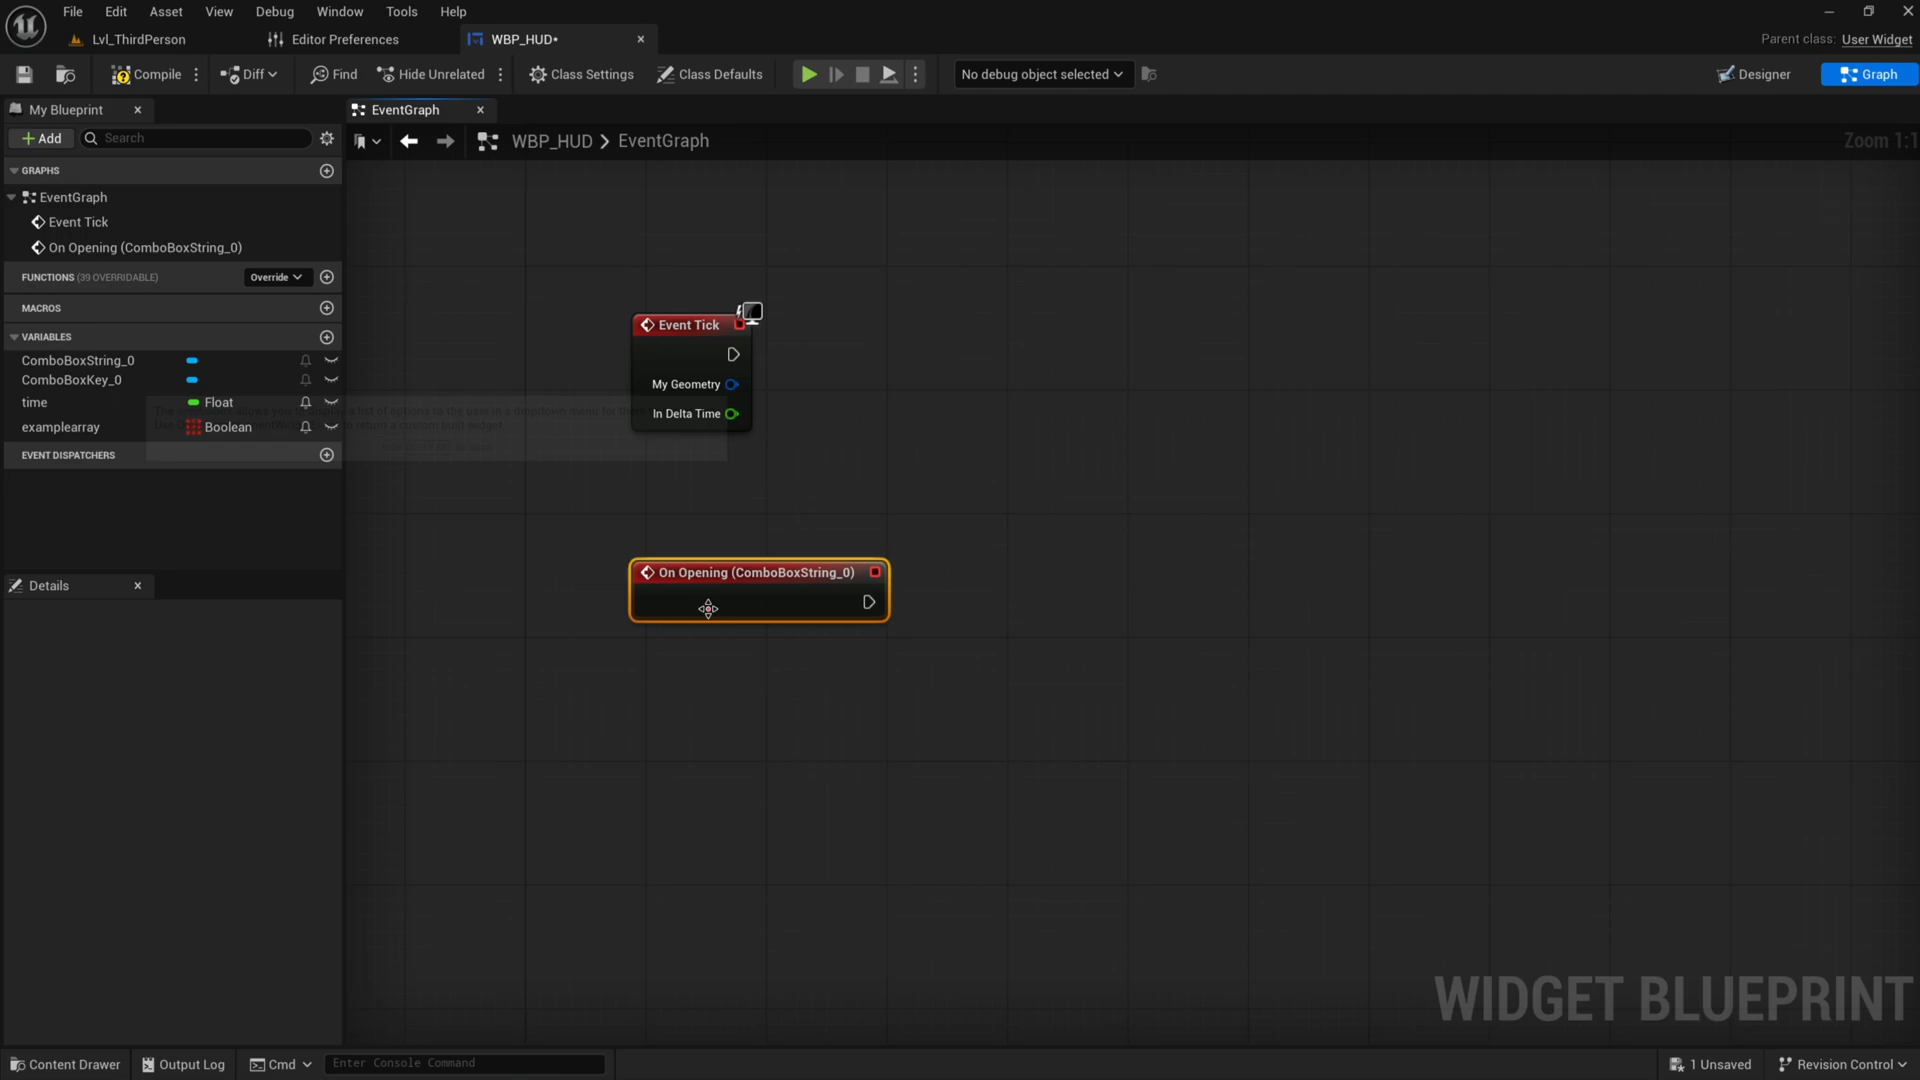 File Edit Asset View Debug Window Tools Help
Lvl_ThirdPerson Editor Preferences WBP_HUD•
Parent class: User Widget
Compile Diff Find Hide Unrelated Class Settings Class Defaults No debug object selected Designer Graph
My Blueprint
EventGraph
Add Search
WBP_HUD > EventGraph
Zoom 1:1
GRAPHS
EventGraph
Event Tick
On Opening (ComboBoxString_0)
FUNCTIONS (39 OVERRIDABLE) Override
MACROS
VARIABLES
ComboBoxString_0
ComboBoxKey_0
time Float
examplearray Boolean
EVENT DISPATCHERS
Event Tick
My Geometry
In Delta Time
On Opening (ComboBoxString_0)
Details
WIDGET BLUEPRINT
Content Drawer Output Log Cmd Enter Console Command 1 Unsaved Revision Control